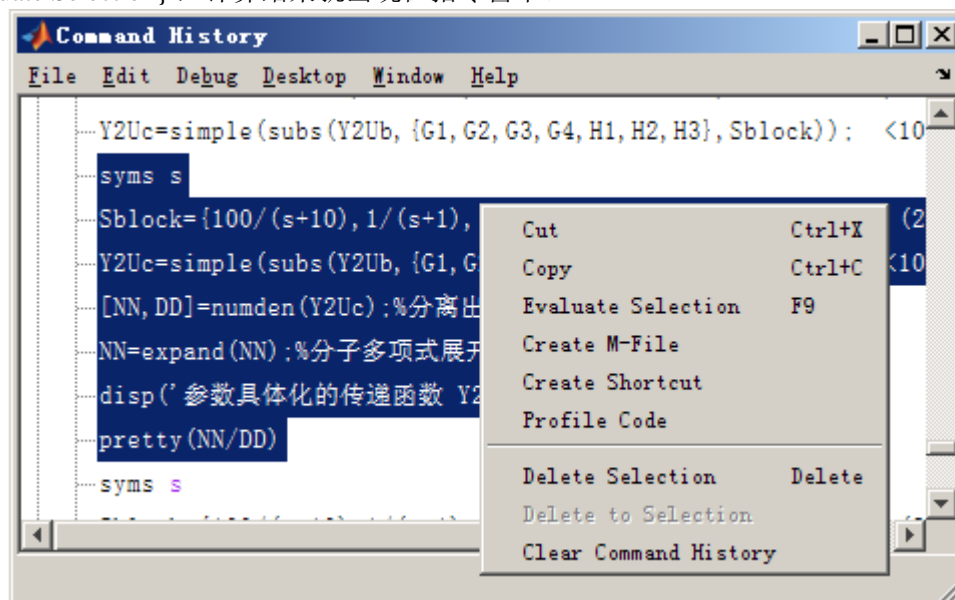 Command History
File Edit Debug Desktop Window Help
Y2Uc=simple(subs(Y2Ub,{G1,G2,G3,G4,H1,H2,H3},Sblock)); <10
syms s
Sblock={100/(s+10),1/(s+1), (2
Y2Uc=simple(subs(Y2Ub,{G1,G <10
[NN,DD]=numden(Y2Uc);%分离出
NN=expand(NN);%分子多项式展开
disp('参数具体化的传递函数 Y2
pretty(NN/DD)
syms s
Cut Ctrl+X
Copy Ctrl+C
Evaluate Selection F9
Create M-File
Create Shortcut
Profile Code
Delete Selection Delete
Delete to Selection
Clear Command History